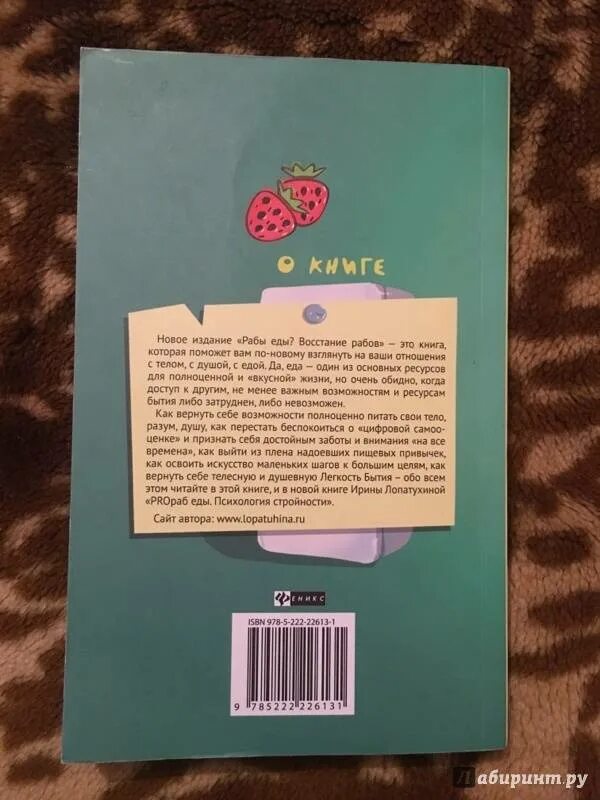 О КНИГЕ
Новое издание «Рабы еды? Восстание рабов» — это книга,
которая поможет вам по-новому взглянуть на ваши отношения
с телом, с душой, с едой. Да, еда — один из основных ресурсов
для полноценной и «вкусной» жизни, но очень обидно, когда
доступ к другим, не менее важным возможностям и ресурсам
бытия либо затруднен, либо невозможен.
Как вернуть себе возможности полноценно питать свои тело,
разум, душу, как перестать беспокоиться о «цифровой самооц-
енке» и признать себя достойным заботы и внимания «на все
времена», как выйти из плена надоевших пищевых привычек,
как освоить искусство маленьких шагов к большим целям, как
вернуть себе телесную и душевную Легкость Бытия – обо всем
этом читайте в этой книге, и в новой книге Ирины Лопатухиной
«PROраб еды. Психология стройности».
Сайт автора: www.lopatuhina.ru
ФЕНИКС
ISBN 978-5-222-22613-1
9 785222 226131
Лабиринт.ру